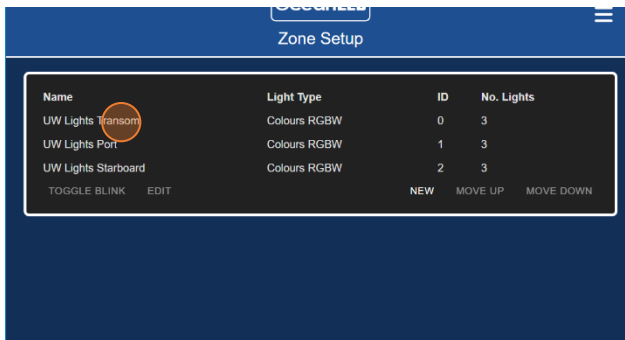 OceanLED
Zone Setup
Name Light Type ID No. Lights
UW Lights Transom Colours RGBW 0 3
UW Lights Port Colours RGBW 1 3
UW Lights Starboard Colours RGBW 2 3
TOGGLE BLINK EDIT NEW MOVE UP MOVE DOWN